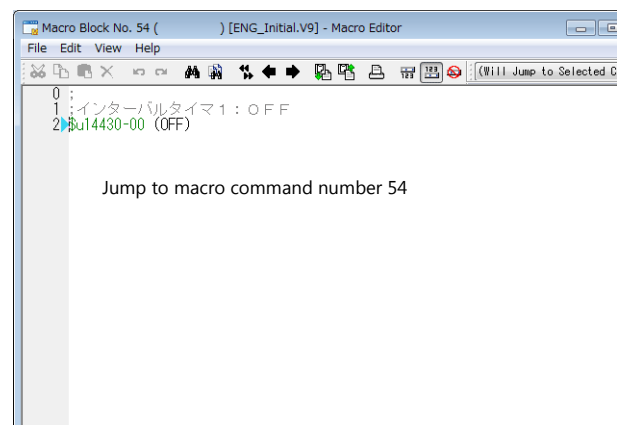 Macro Block No. 54 ( ) [ENG_Initial.V9] - Macro Editor
File Edit View Help
(Will Jump to Selected C
0 ;
1 ;インターバルタイマ１：ＯＦＦ
2 $u14430-00 (OFF)
Jump to macro command number 54